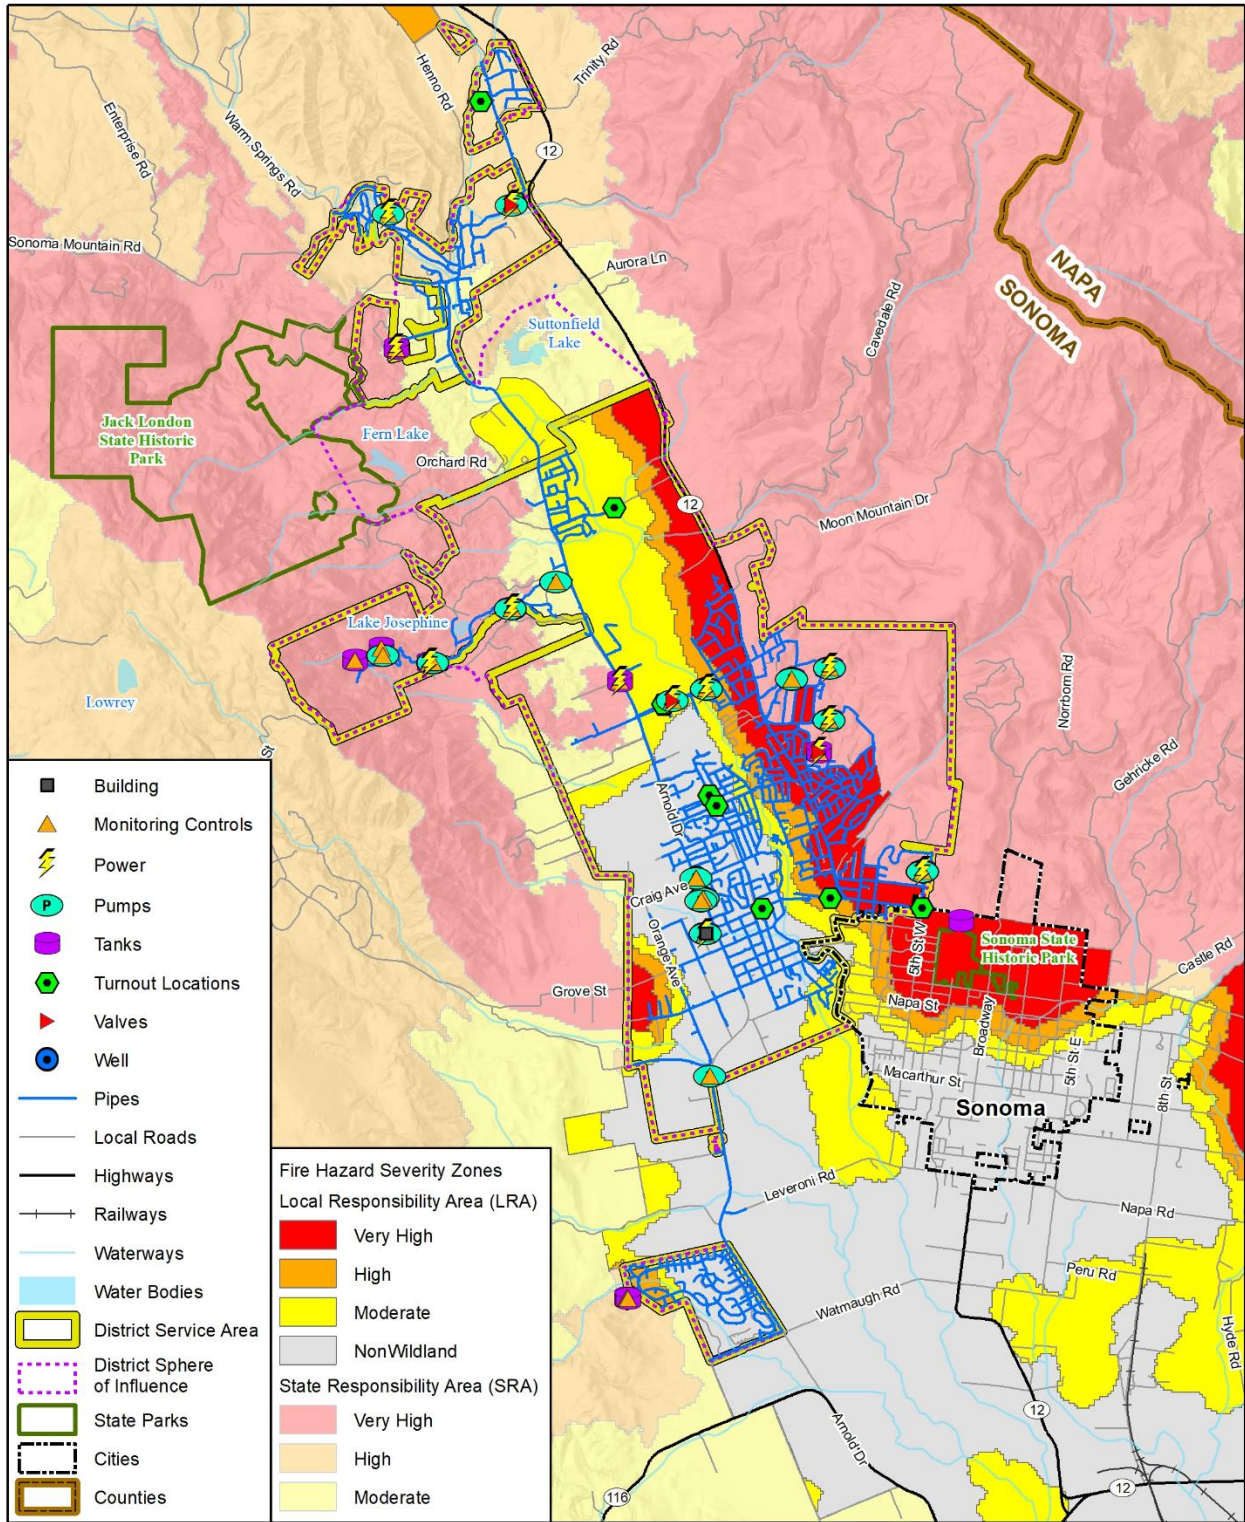 Trinity Rd
Henno Rd
Enterprise Rd
Warm Springs Rd
12
Sonoma Mountain Rd
Aurora Ln
NAPA
SONOMA
Cavedale Rd
Suttonfield
Lake
Jack London
State Historic
Park
Fern Lake
Orchard Rd
12
Moon Mountain Dr
Lake Josephine
Lowrey
Norrbom Rd
Gehricke Rd
St
Arnold Dr
Craig Ave
Orange Ave
5th St W
Sonoma State
Historic Park
Castle Rd
Grove St
Napa St
Broadway
5th St E
Macarthur St
8th St
Sonoma
Leveroni Rd
Napa Rd
Peru Rd
Watmaugh Rd
Hyde Rd
Arnold Dr
12
12
116
Building
Monitoring Controls
Power
P
Pumps
Tanks
Turnout Locations
Valves
Well
Pipes
Local Roads
Highways
Railways
Waterways
Water Bodies
District Service Area
District Sphere
of Influence
State Parks
Cities
Counties
Fire Hazard Severity Zones
Local Responsibility Area (LRA)
Very High
High
Moderate
NonWildland
State Responsibility Area (SRA)
Very High
High
Moderate